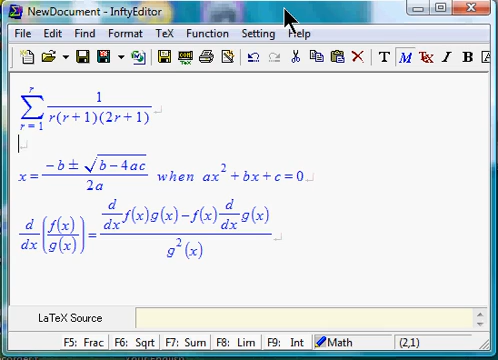 NewDocument - InftyEditor
File Edit Find Format TeX Function Setting Help
T M TEX I B
r
∑ 1/(r(r+1)(2r+1))
r=1
x = (-b ± √(b-4ac))/(2a) when ax² + bx + c = 0
d/dx (f(x)/g(x)) = (d/dx f(x)g(x) - f(x) d/dx g(x))/(g²(x))
LaTeX Source
F5: Frac F6: Sqrt F7: Sum F8: Lim F9: Int Math (2,1)